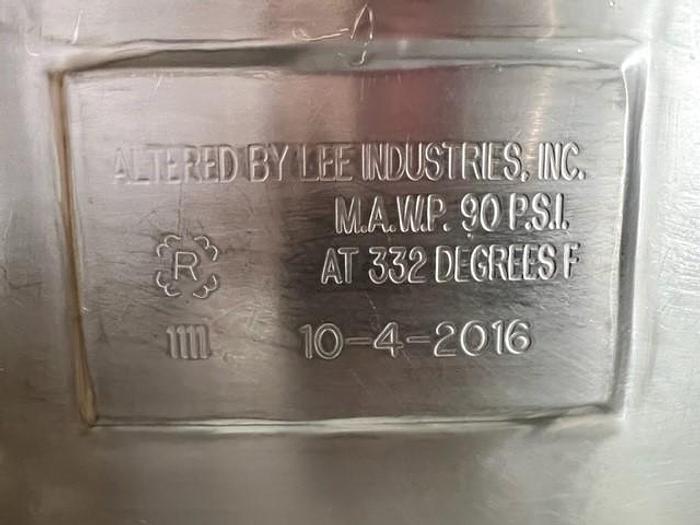 ALTERED BY LEE INDUSTRIES, INC.
M.A.W.P. 90 P.S.I.
R
AT 332 DEGREES F
1111 10-4-2016